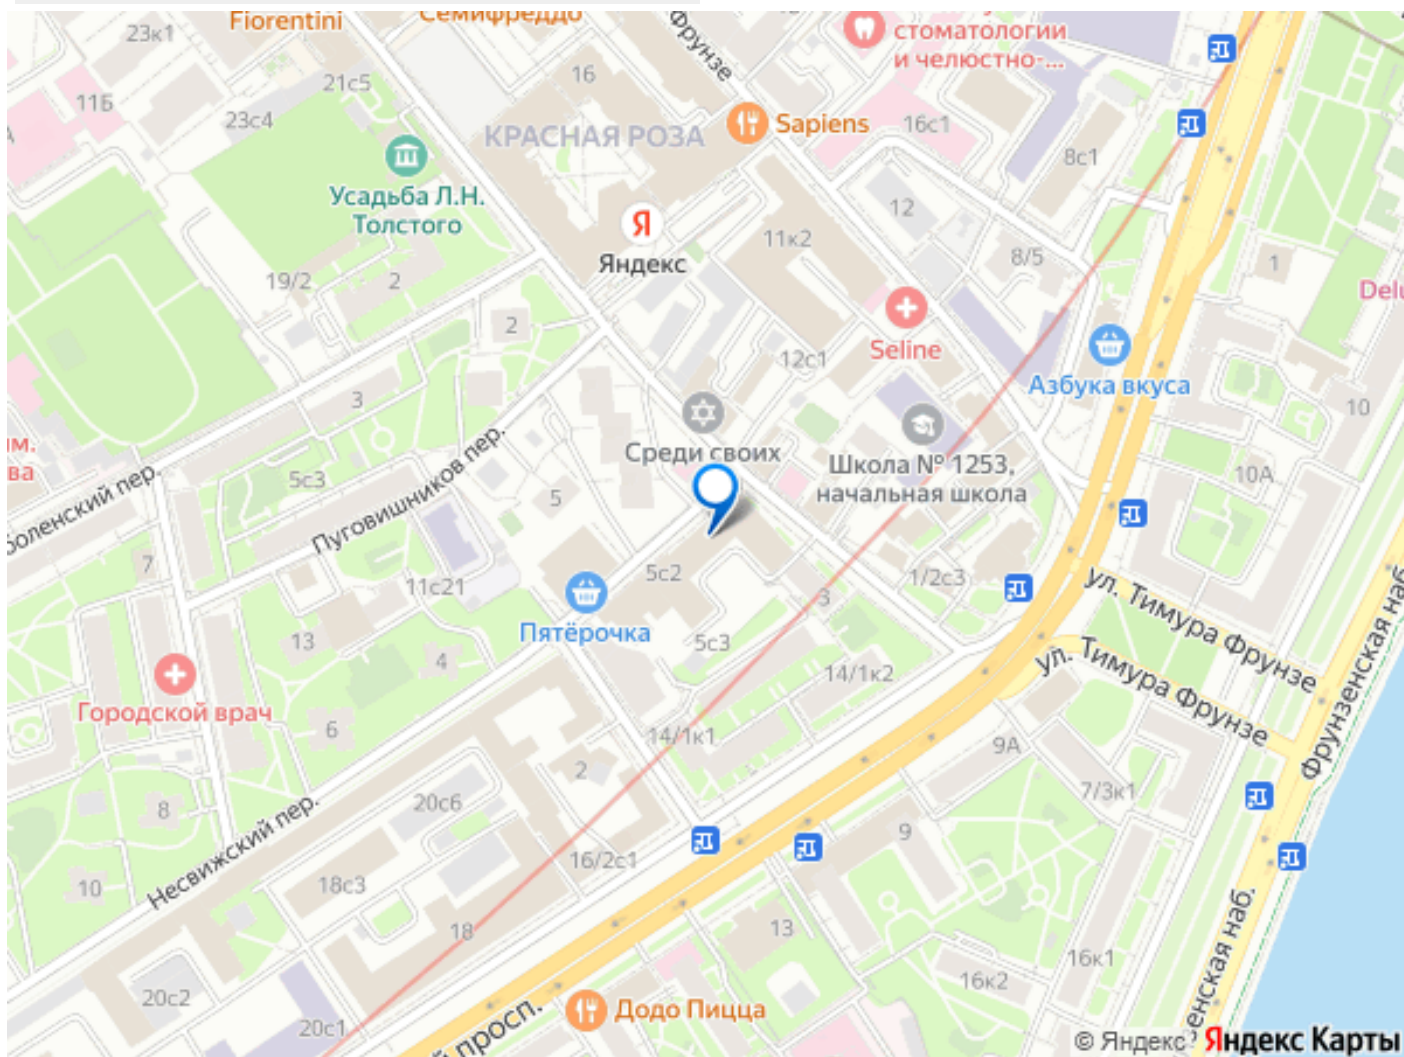 Fiorentini
Семифреддо
Фрунзе
стоматологии
и челюстно-...
23к1
21с5
16
11Б
23с4
КРАСНАЯ РОЗА
Sapiens
16с1
8с1
Усадьба Л.Н.
Толстого
12
Яндекс
11к2
8/5
1
19/2
2
2
Seline
12с1
Азбука вкуса
3
10
Среди своих
Школа № 1253,
начальная школа
10А
5с3
Пуговишников пер.
5
боленский пер.
7
11с21
5с2
Пятёрочка
3
1/2с3
ул. Тимура Фрунзе
ул. Тимура Фрунзе
Фрунзенская наб
13
4
5с3
14/1к2
Городской врач
6
14/1к1
9А
2
7/3к1
20с6
8
16/2с1
9
Несвижский пер.
10
18с3
18
13
16к1
16к2
20с2
20с1
Додо Пицца
й просп.
енская наб.
© Яндекс
Яндекс Карты